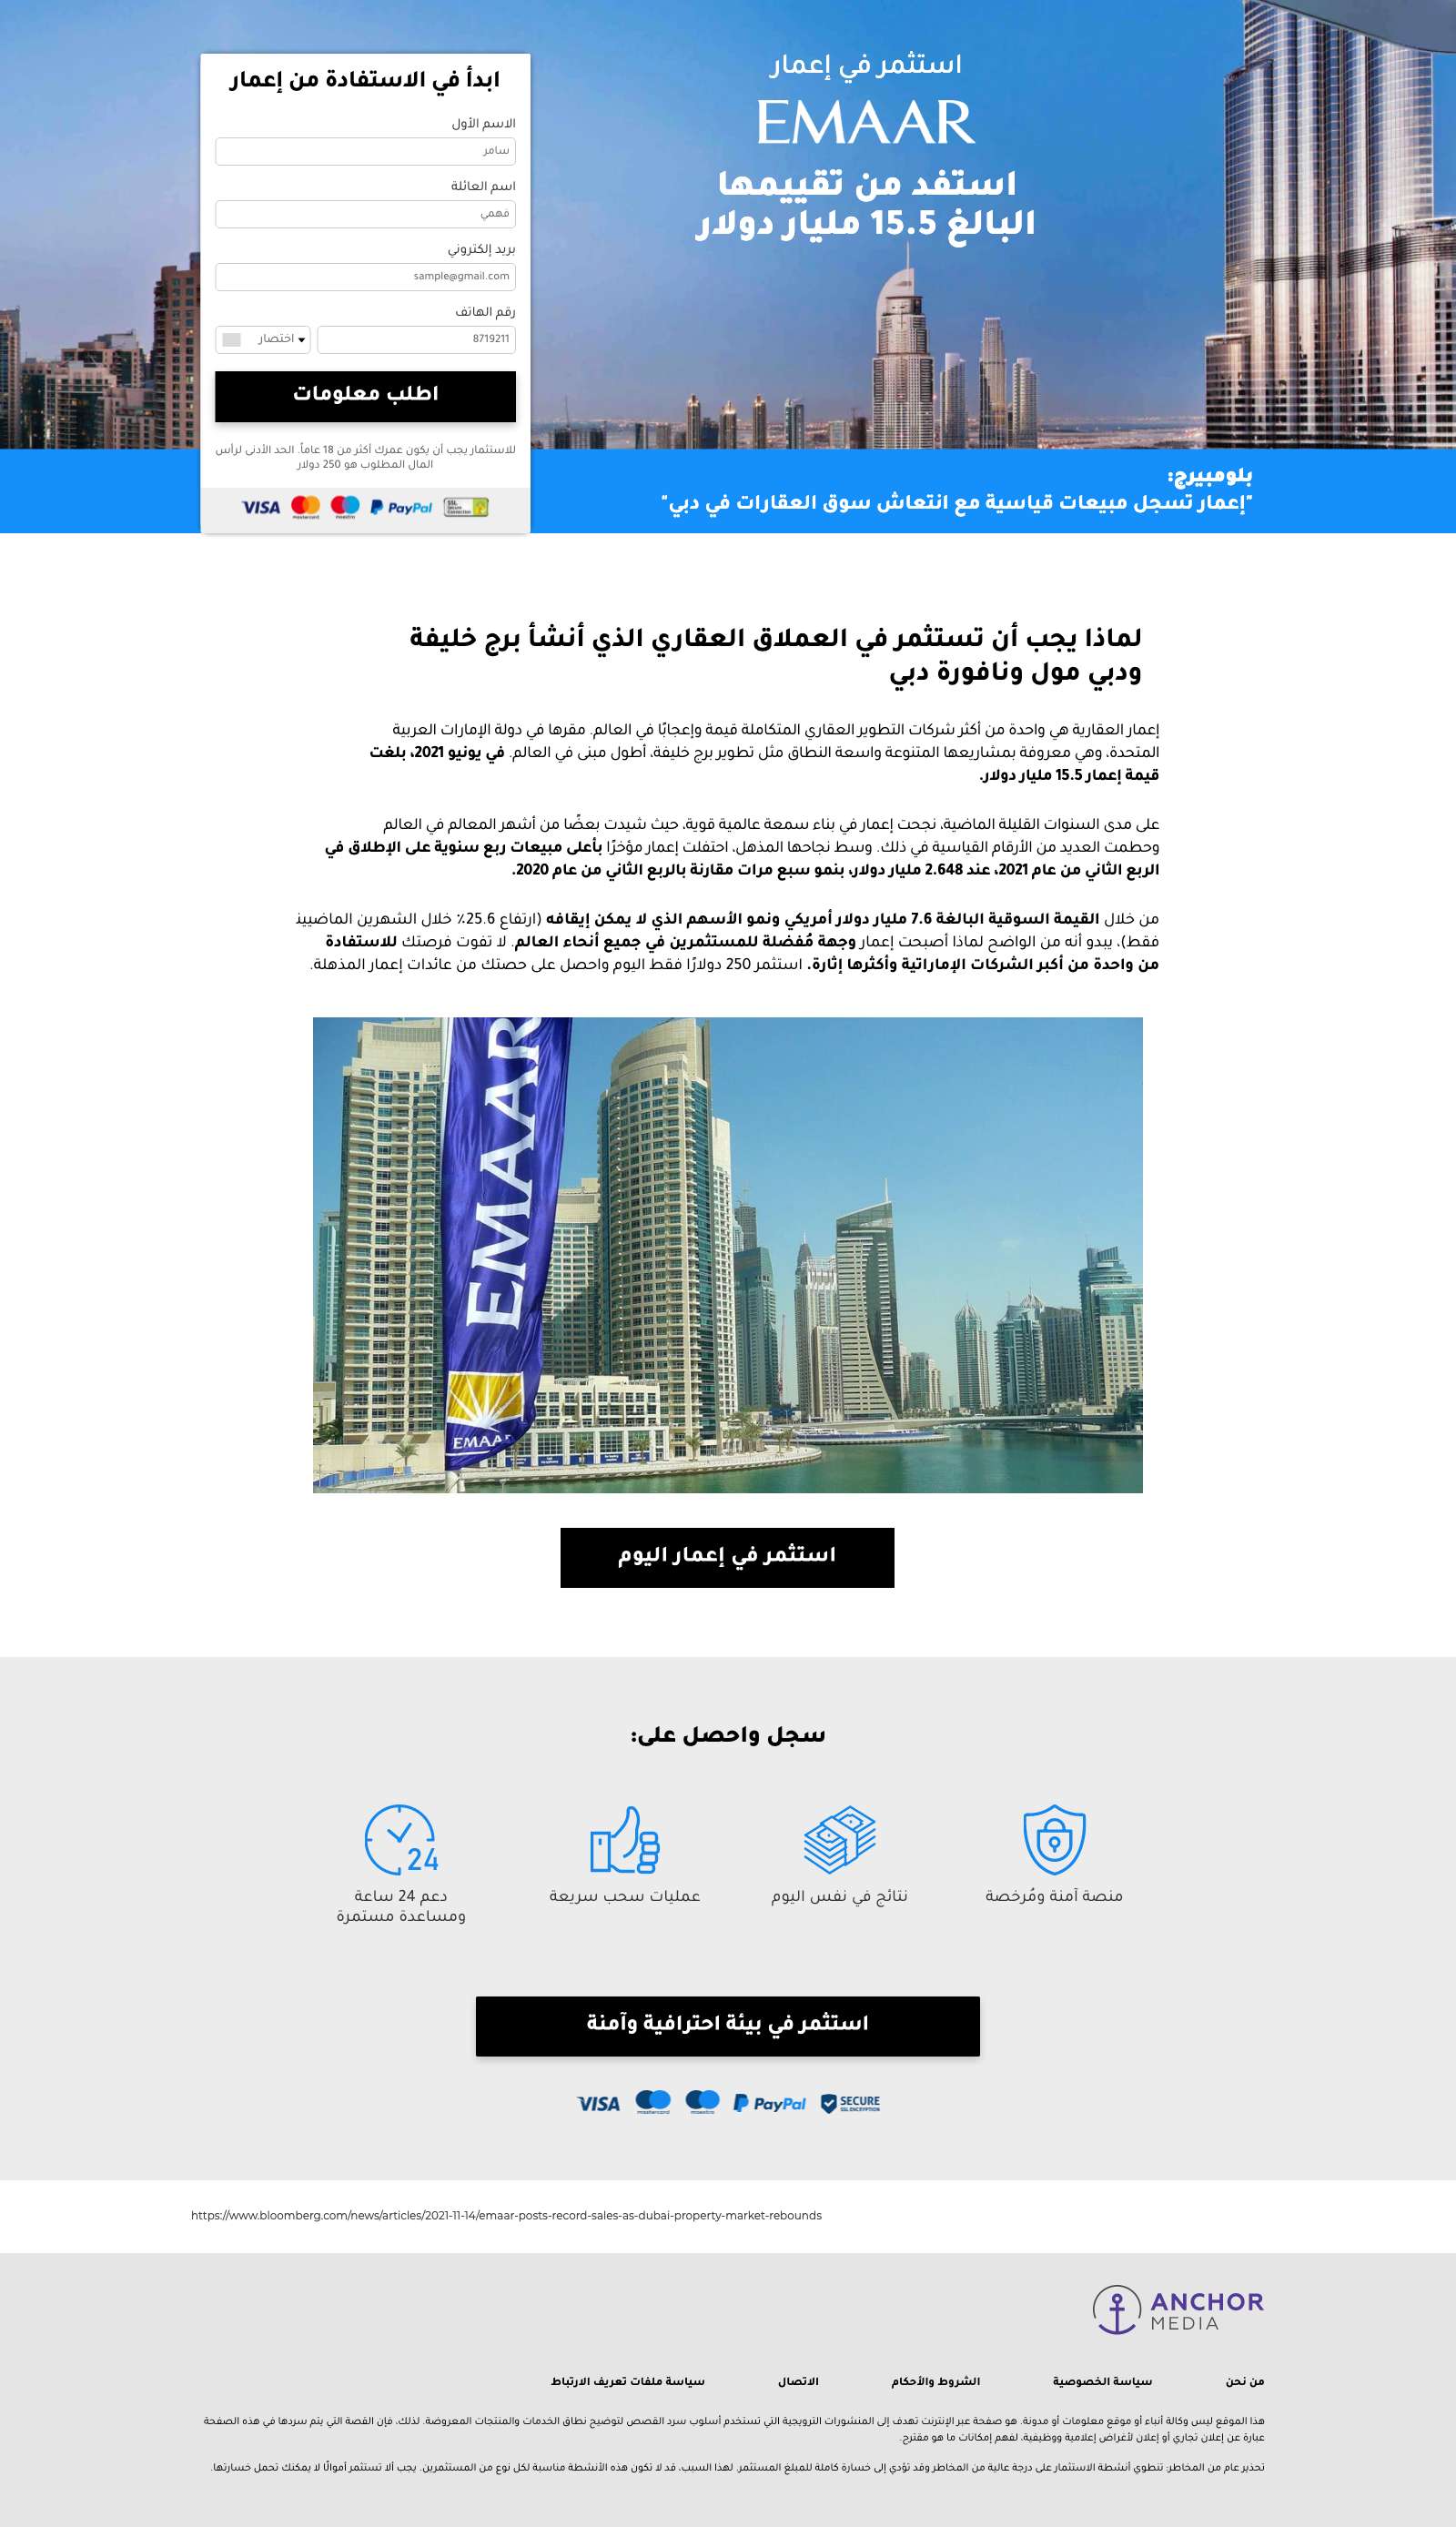 استثمر في إعمار
EMAAR
استفد من تقييمها
البالغ 15.5 مليار دولار
ابدأ في الاستفادة من إعمار
الاسم الأول
سامر
اسم العائلة
فهمي
بريد إلكتروني
sample@gmail.com
رقم الهاتف
8719211
اختصار
اطلب معلومات
للاستثمار يجب أن يكون عمرك أكثر من 18 عاماً. الحد الأدنى لرأس
المال المطلوب هو 250 دولار
VISA mastercard maestro PayPal SSL Secure Connection
بلومبيرج:
"إعمار تسجل مبيعات قياسية مع انتعاش سوق العقارات في دبي"
لماذا يجب أن تستثمر في العملاق العقاري الذي أنشأ برج خليفة
ودبي مول ونافورة دبي
إعمار العقارية هي واحدة من أكثر شركات التطوير العقاري المتكاملة قيمة وإعجابًا في العالم. مقرها في دولة الإمارات العربية
المتحدة، وهي معروفة بمشاريعها المتنوعة واسعة النطاق مثل تطوير برج خليفة، أطول مبنى في العالم. في يونيو 2021، بلغت
قيمة إعمار 15.5 مليار دولار.
على مدى السنوات القليلة الماضية، نجحت إعمار في بناء سمعة عالمية قوية، حيث شيدت بعضًا من أشهر المعالم في العالم
وحطمت العديد من الأرقام القياسية في ذلك. وسط نجاحها المذهل، احتفلت إعمار مؤخرًا بأعلى مبيعات ربع سنوية على الإطلاق في
الربع الثاني من عام 2021، عند 2.648 مليار دولار، بنمو سبع مرات مقارنة بالربع الثاني من عام 2020.
من خلال القيمة السوقية البالغة 7.6 مليار دولار أمريكي ونمو الأسهم الذي لا يمكن إيقافه (ارتفاع 25.6٪ خلال الشهرين الماضيين
فقط)، يبدو أنه من الواضح لماذا أصبحت إعمار وجهة مُفضلة للمستثمرين في جميع أنحاء العالم. لا تفوت فرصتك للاستفادة
من واحدة من أكبر الشركات الإماراتية وأكثرها إثارة. استثمر 250 دولارًا فقط اليوم واحصل على حصتك من عائدات إعمار المذهلة.
EMAAR
EMAAR
استثمر في إعمار اليوم
سجل واحصل على:
24
منصة آمنة ومُرخصة
نتائج في نفس اليوم
عمليات سحب سريعة
دعم 24 ساعة
ومساعدة مستمرة
استثمر في بيئة احترافية وآمنة
VISA mastercard maestro PayPal SECURE SSL ENCRYPTION
https://www.bloomberg.com/news/articles/2021-11-14/emaar-posts-record-sales-as-dubai-property-market-rebounds
ANCHOR
MEDIA
من نحن
سياسة الخصوصية
الشروط والأحكام
الاتصال
سياسة ملفات تعريف الارتباط
هذا الموقع ليس وكالة أنباء أو موقع معلومات أو مدونة. هو صفحة عبر الإنترنت تهدف إلى المنشورات الترويجية التي تستخدم أسلوب سرد القصص لتوضيح نطاق الخدمات والمنتجات المعروضة. لذلك، فإن القصة التي يتم سردها في هذه الصفحة
عبارة عن إعلان تجاري أو إعلان لأغراض إعلامية ووظيفية، لفهم إمكانات ما هو مقترح.
تحذير عام من المخاطر: تنطوي أنشطة الاستثمار على درجة عالية من المخاطر وقد تؤدي إلى خسارة كاملة للمبلغ المستثمر. لهذا السبب، قد لا تكون هذه الأنشطة مناسبة لكل نوع من المستثمرين. يجب ألا تستثمر أموالًا لا يمكنك تحمل خسارتها.